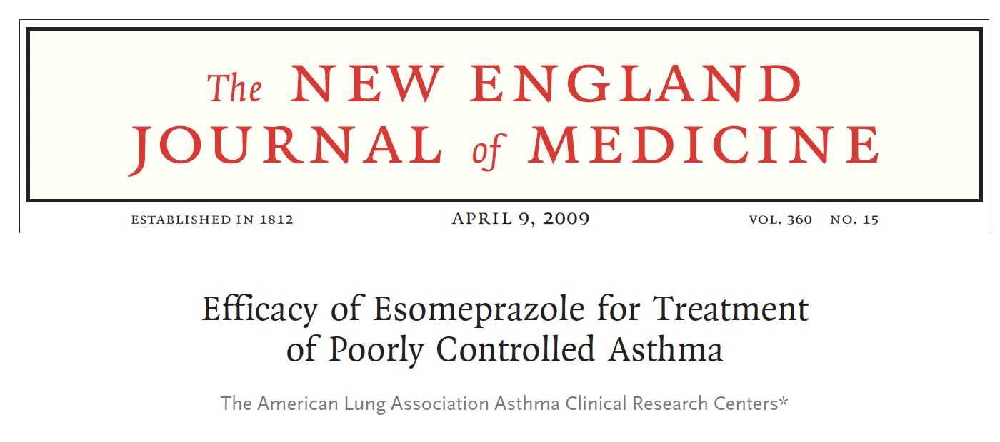 The NEW ENGLAND
JOURNAL of MEDICINE
ESTABLISHED IN 1812 APRIL 9, 2009 VOL. 360 NO. 15
Efficacy of Esomeprazole for Treatment
of Poorly Controlled Asthma
The American Lung Association Asthma Clinical Research Centers*